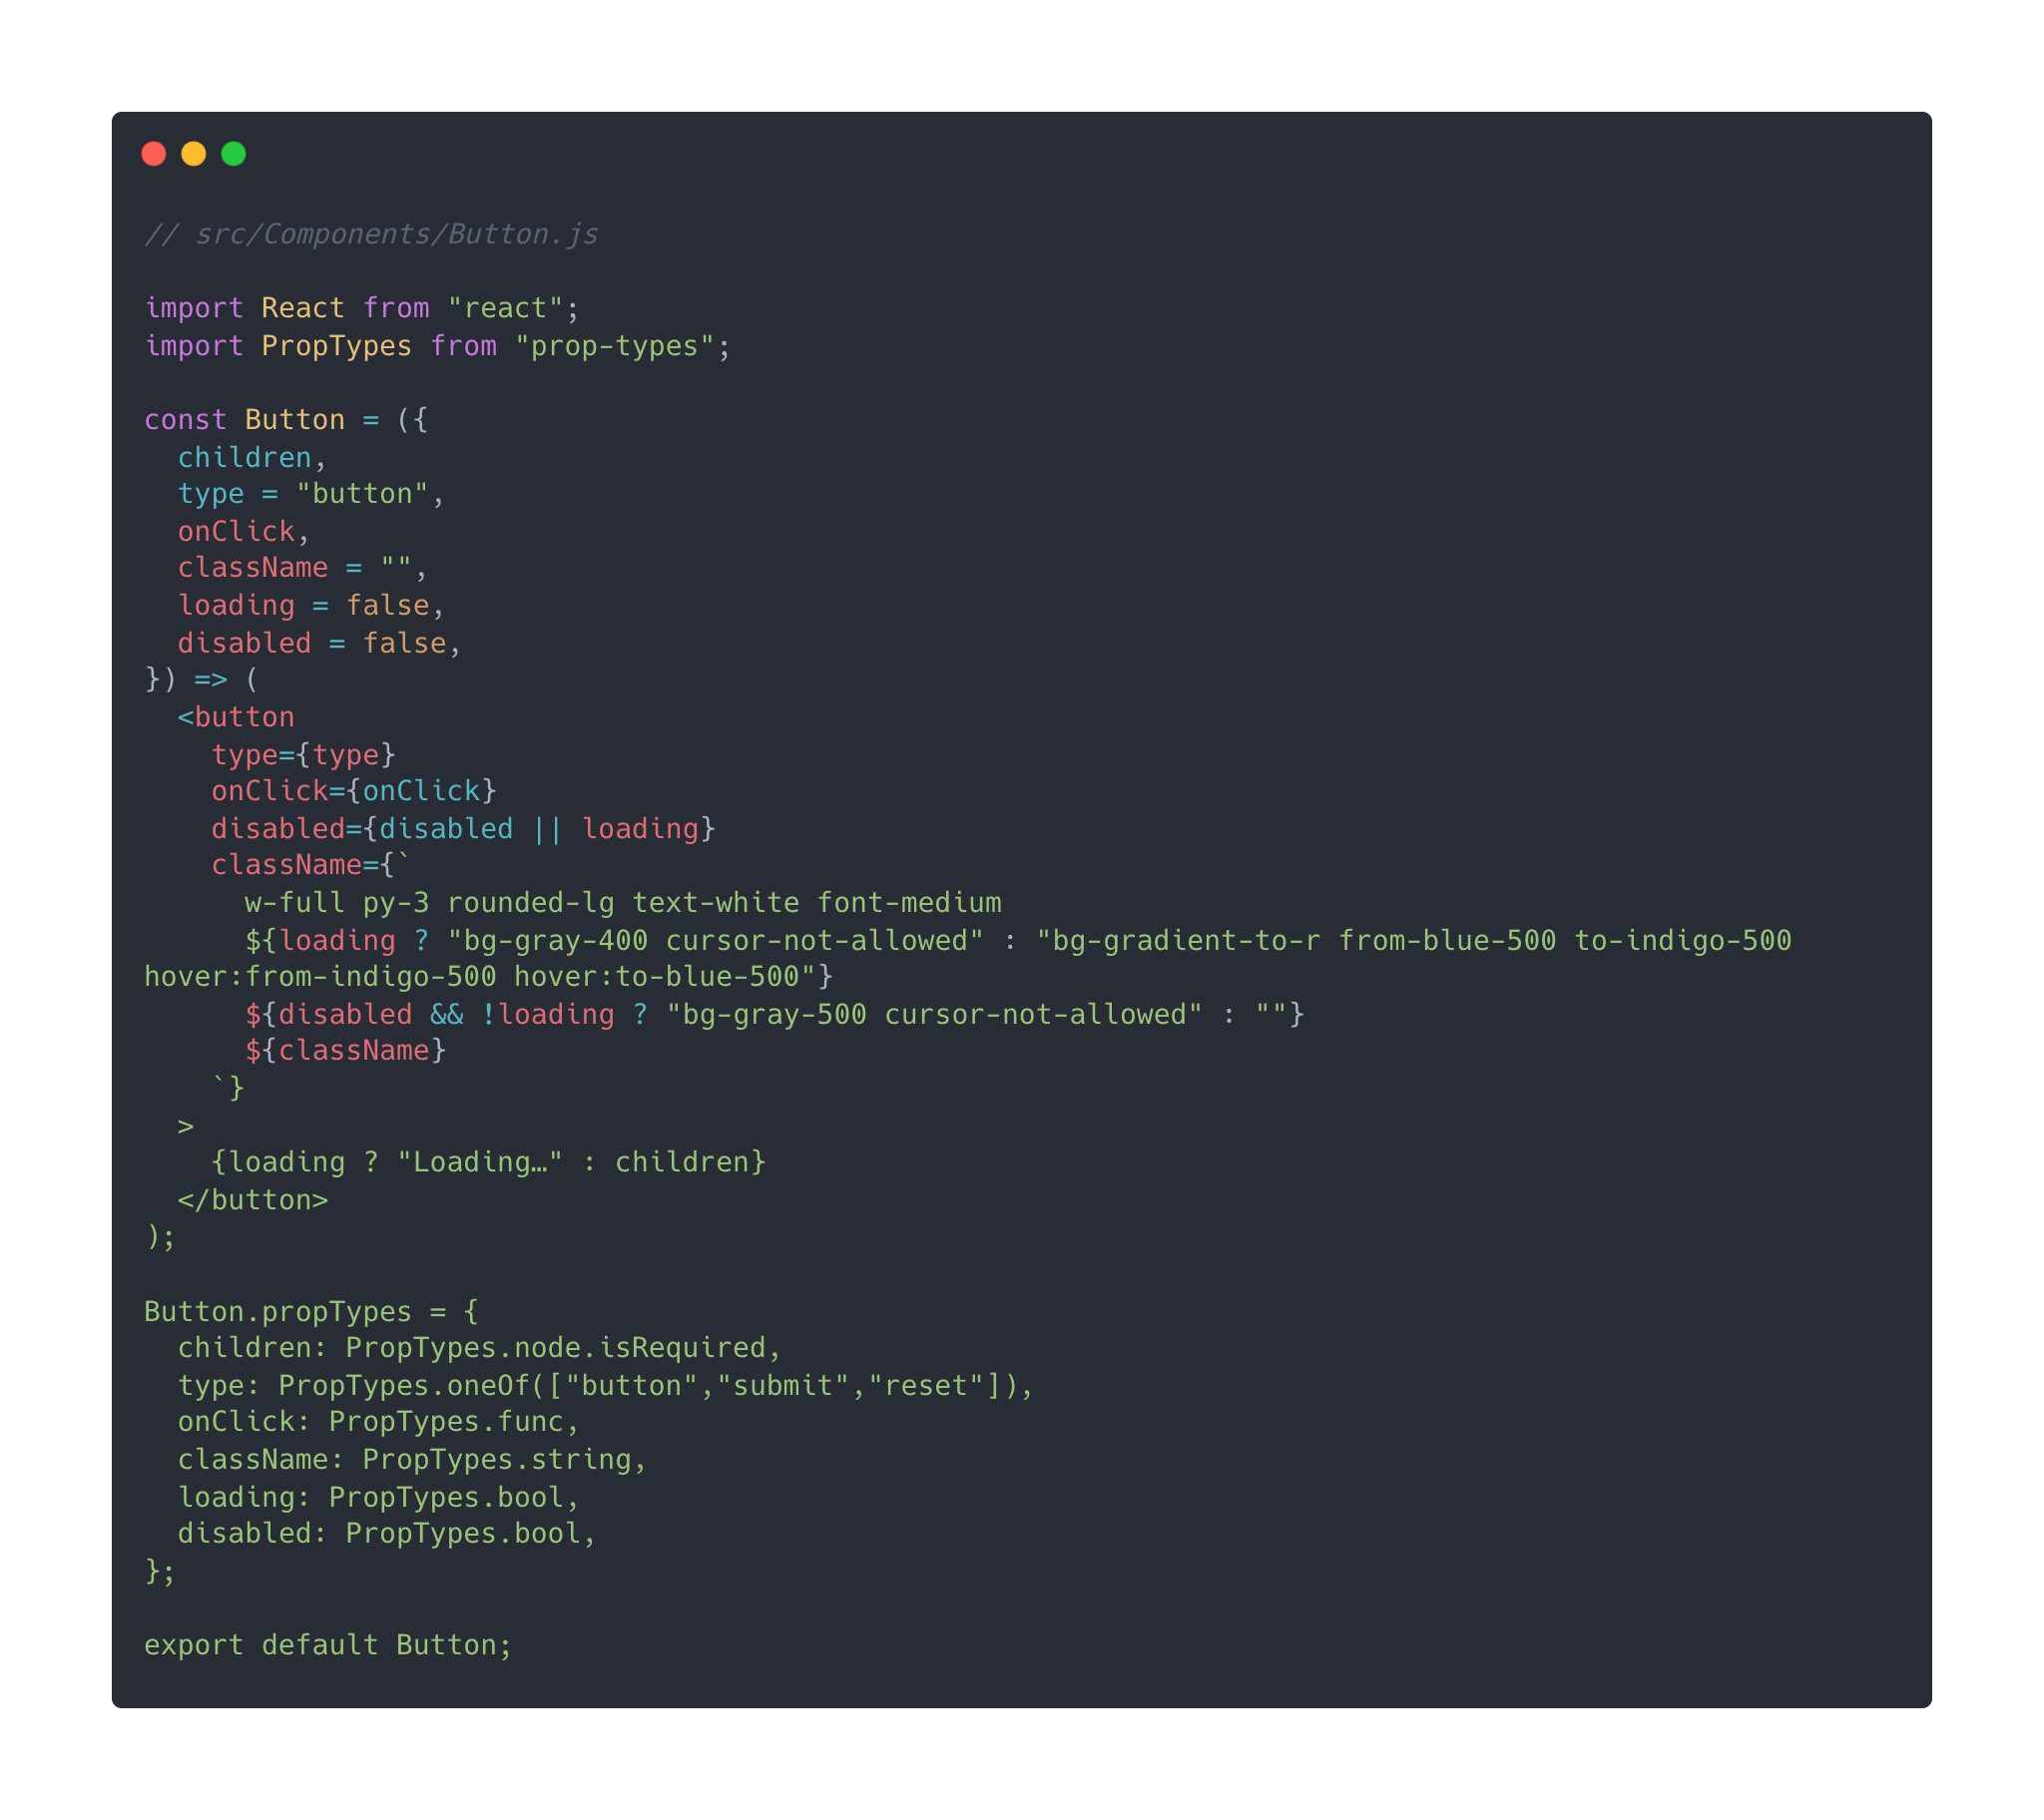 // src/Components/Button.js

import React from "react";
import PropTypes from "prop-types";

const Button = ({
  children,
  type = "button",
  onClick,
  className = "",
  loading = false,
  disabled = false,
}) => (
  <button
    type={type}
    onClick={onClick}
    disabled={disabled || loading}
    className={`
      w-full py-3 rounded-lg text-white font-medium
      ${loading ? "bg-gray-400 cursor-not-allowed" : "bg-gradient-to-r from-blue-500 to-indigo-500
hover:from-indigo-500 hover:to-blue-500"}
      ${disabled && !loading ? "bg-gray-500 cursor-not-allowed" : ""}
      ${className}
    `}
  >
    {loading ? "Loading…" : children}
  </button>
);

Button.propTypes = {
  children: PropTypes.node.isRequired,
  type: PropTypes.oneOf(["button","submit","reset"]),
  onClick: PropTypes.func,
  className: PropTypes.string,
  loading: PropTypes.bool,
  disabled: PropTypes.bool,
};

export default Button;